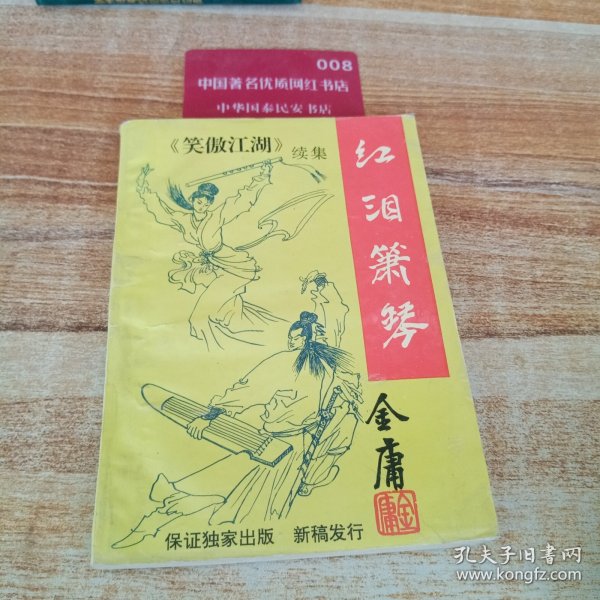 008
中国著名优质网红书店
中华国泰民安书店
《笑傲江湖》续集
红泪箫琴
金庸
金庸
保证独家出版 新稿发行
孔夫子旧书网
www.kongfz.com